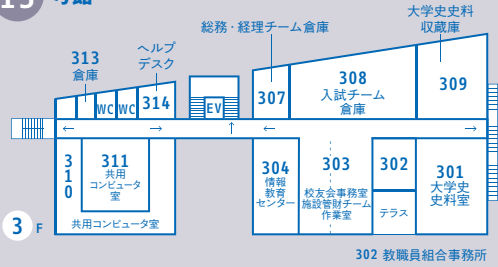 大学史史料
収蔵庫
総務・経理チーム倉庫
ヘルプ
デスク
313
倉庫
WC
WC
314
EV
307
308
入試チーム
倉庫
309
310
311
共用
コンピュータ
室
共用コンピュータ室
304
情報
教育
センター
303
校友会事務室
施設管財チーム
作業室
302
テラス
301
大学史
史料室
3 F
302 教職員組合事務所